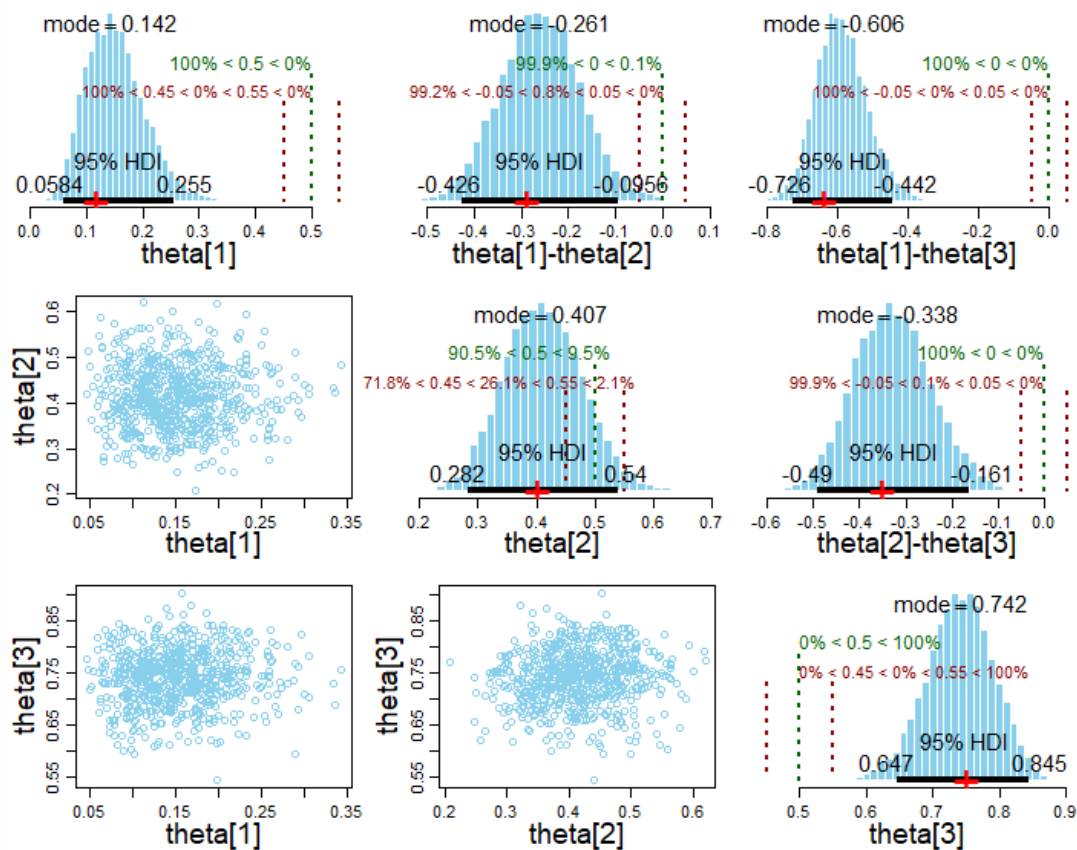 mode = 0.142
100% < 0.5 < 0%
100% < 0.45 < 0% < 0.55 < 0%
95% HDI
0.0584 0.255
0.0 0.1 0.2 0.3 0.4 0.5
theta[1]
mode = -0.261
99.9% < 0 < 0.1%
99.2% < -0.05 < 0.8% < 0.05 < 0%
95% HDI
-0.426 -0.0956
-0.5 -0.4 -0.3 -0.2 -0.1 0.0 0.1
theta[1]-theta[2]
mode = -0.606
100% < 0 < 0%
100% < -0.05 < 0% < 0.05 < 0%
95% HDI
-0.726 -0.442
-0.8 -0.6 -0.4 -0.2 0.0
theta[1]-theta[3]
theta[2]
0.2 0.3 0.4 0.5 0.6
0.05 0.15 0.20 0.25 0.35
theta[1]
mode = 0.407
90.5% < 0.5 < 9.5%
71.8% < 0.45 < 26.1% < 0.55 < 2.1%
95% HDI
0.282 0.54
0.2 0.3 0.4 0.5 0.6 0.7
theta[2]
mode = -0.338
100% < 0 < 0%
99.9% < -0.05 < 0.1% < 0.05 < 0%
95% HDI
-0.49 -0.161
-0.6 -0.5 -0.4 -0.3 -0.2 -0.1 0.0
theta[2]-theta[3]
theta[3]
0.55 0.65 0.75 0.85
0.05 0.15 0.20 0.25 0.35
theta[1]
theta[3]
0.55 0.65 0.75 0.85
0.2 0.3 0.4 0.5 0.6
theta[2]
mode = 0.742
0% < 0.5 < 100%
0% < 0.45 < 0% < 0.55 < 100%
95% HDI
0.647 0.845
0.5 0.6 0.7 0.8 0.9
theta[3]